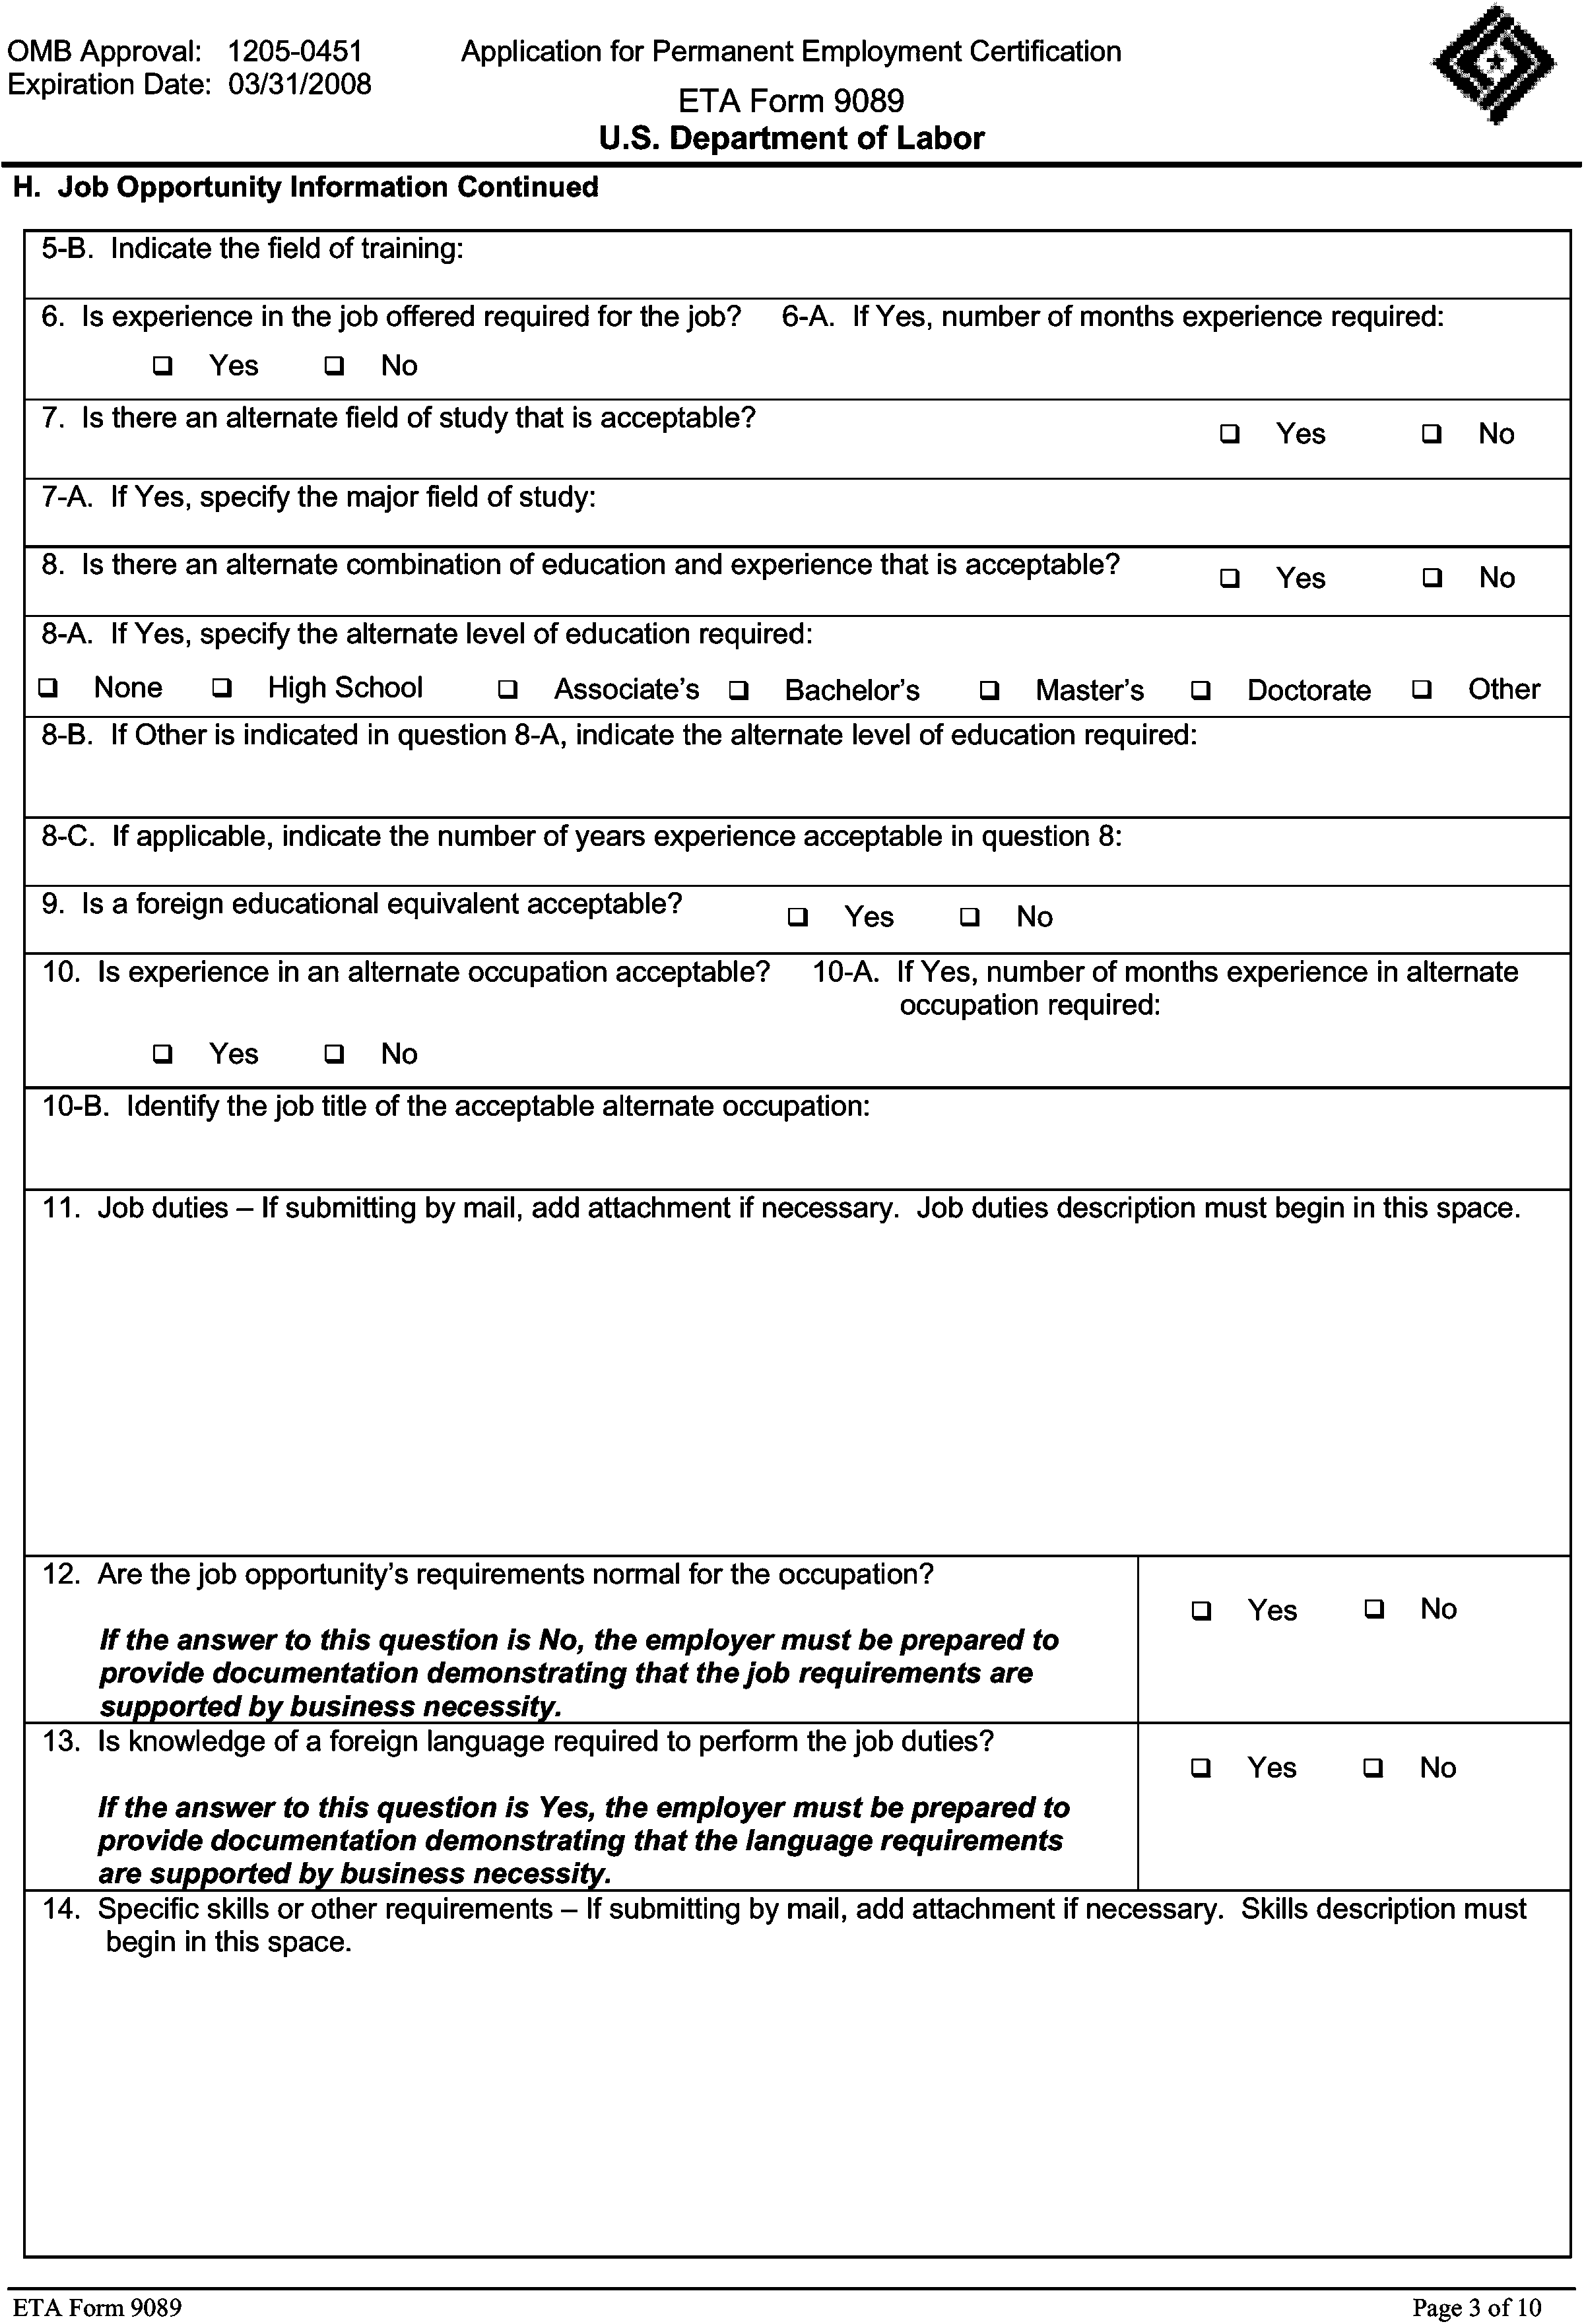 OMB Approval: 1205-0451
Expiration Date: 03/31/2008
Application for Permanent Employment Certification
ETA Form 9089
U.S. Department of Labor
H. Job Opportunity Information Continued
5-B. Indicate the field of training:
6. Is experience in the job offered required for the job? 6-A. If Yes, number of months experience required:
❑ Yes ❑ No
7. Is there an alternate field of study that is acceptable? ❑ Yes ❑ No
7-A. If Yes, specify the major field of study:
8. Is there an alternate combination of education and experience that is acceptable? ❑ Yes ❑ No
8-A. If Yes, specify the alternate level of education required:
❑ None ❑ High School ❑ Associate's ❑ Bachelor's ❑ Master's ❑ Doctorate ❑ Other
8-B. If Other is indicated in question 8-A, indicate the alternate level of education required:
8-C. If applicable, indicate the number of years experience acceptable in question 8:
9. Is a foreign educational equivalent acceptable? ❑ Yes ❑ No
10. Is experience in an alternate occupation acceptable? 10-A. If Yes, number of months experience in alternate
occupation required:
❑ Yes ❑ No
10-B. Identify the job title of the acceptable alternate occupation:
11. Job duties – If submitting by mail, add attachment if necessary. Job duties description must begin in this space.
12. Are the job opportunity's requirements normal for the occupation?
❑ Yes ❑ No
If the answer to this question is No, the employer must be prepared to
provide documentation demonstrating that the job requirements are
supported by business necessity.
13. Is knowledge of a foreign language required to perform the job duties?
❑ Yes ❑ No
If the answer to this question is Yes, the employer must be prepared to
provide documentation demonstrating that the language requirements
are supported by business necessity.
14. Specific skills or other requirements – If submitting by mail, add attachment if necessary. Skills description must
begin in this space.
ETA Form 9089
Page 3 of 10